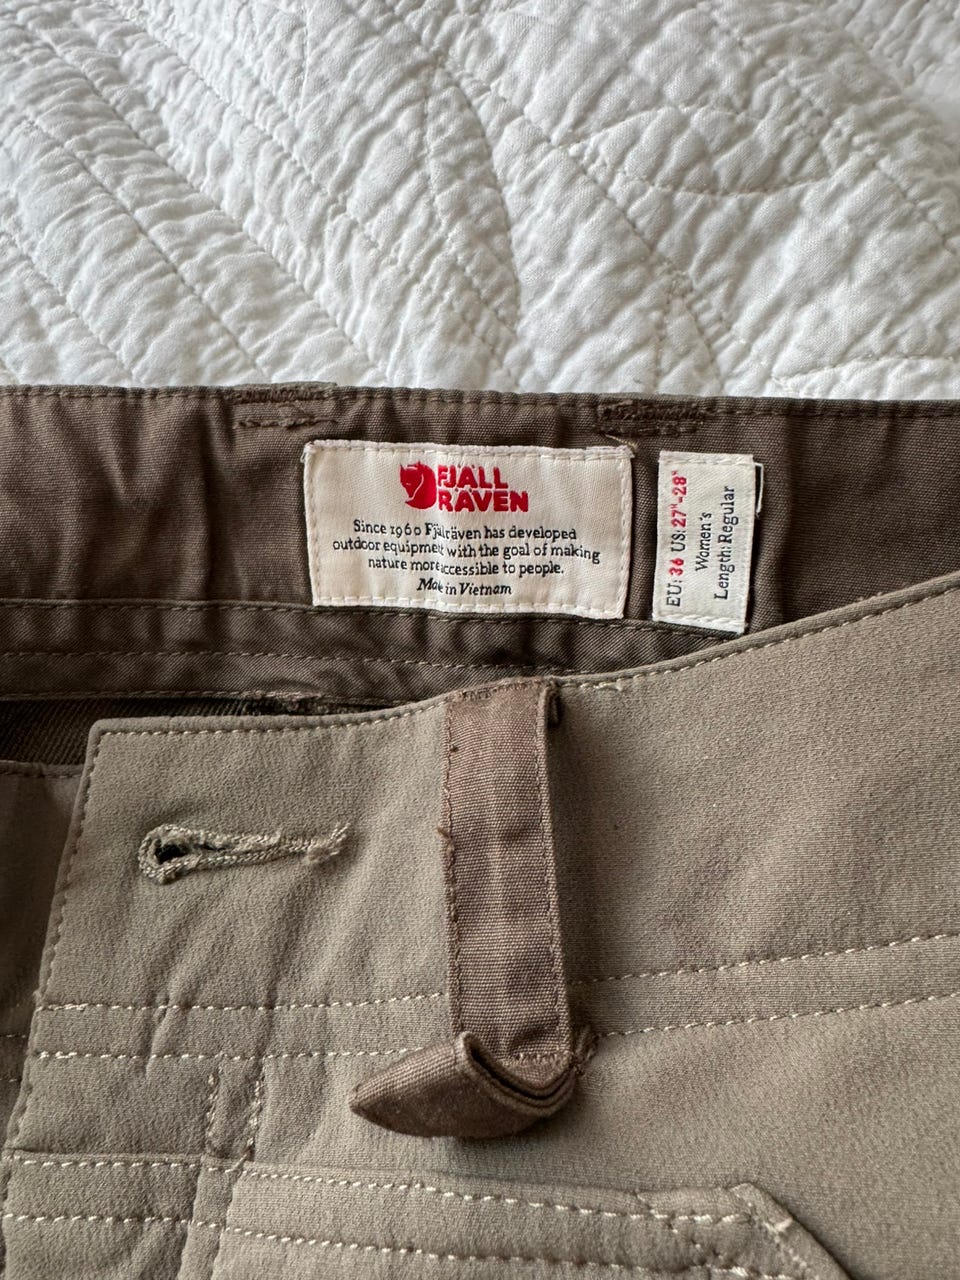 FJÄLL
RÄVEN
Since 1960 Fjällräven has developed
outdoor equipment with the goal of making
nature more accessible to people.
Made in Vietnam
EU: 36 US: 27"-28"
Women's
Length: Regular